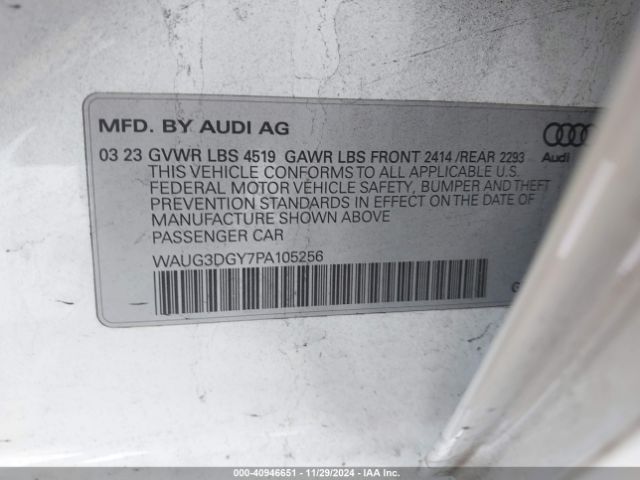 MFD. BY AUDI AG
03 23 GVWR LBS 4519 GAWR LBS FRONT 2414 /REAR 2293
Audi
THIS VEHICLE CONFORMS TO ALL APPLICABLE U.S.
FEDERAL MOTOR VEHICLE SAFETY, BUMPER AND THEFT
PREVENTION STANDARDS IN EFFECT ON THE DATE OF
MANUFACTURE SHOWN ABOVE
PASSENGER CAR
WAUG3DGY7PA105256
G
000-40946651 - 11/29/2024 - IAA Inc.